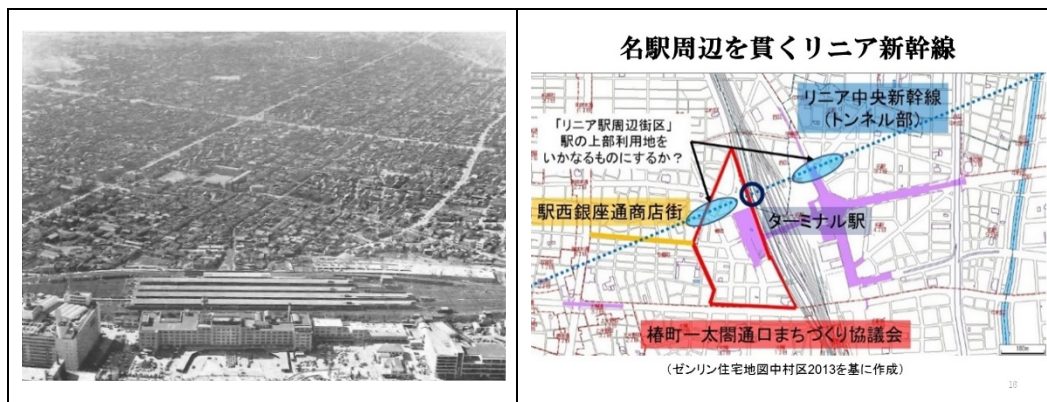 名駅周辺を貫くリニア新幹線
リニア中央新幹線
(トンネル部)
「リニア駅周辺街区」
駅の上部利用地を
いかなるものにするか?
駅西銀座通商店街
ターミナル駅
椿町ー太閤通口まちづくり協議会
(ゼンリン住宅地図中村区2013を基に作成)